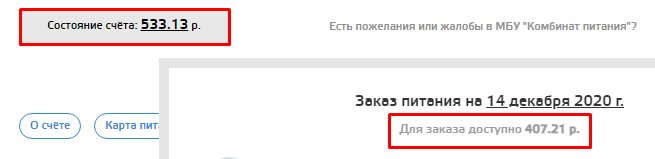 Состояние счёта: 533.13 р.
Есть пожелания или жалобы в МБУ "Комбинат питания"?
О счёте
Карта пит
Заказ питания на 14 декабря 2020 г.
Для заказа доступно 407.21 р.